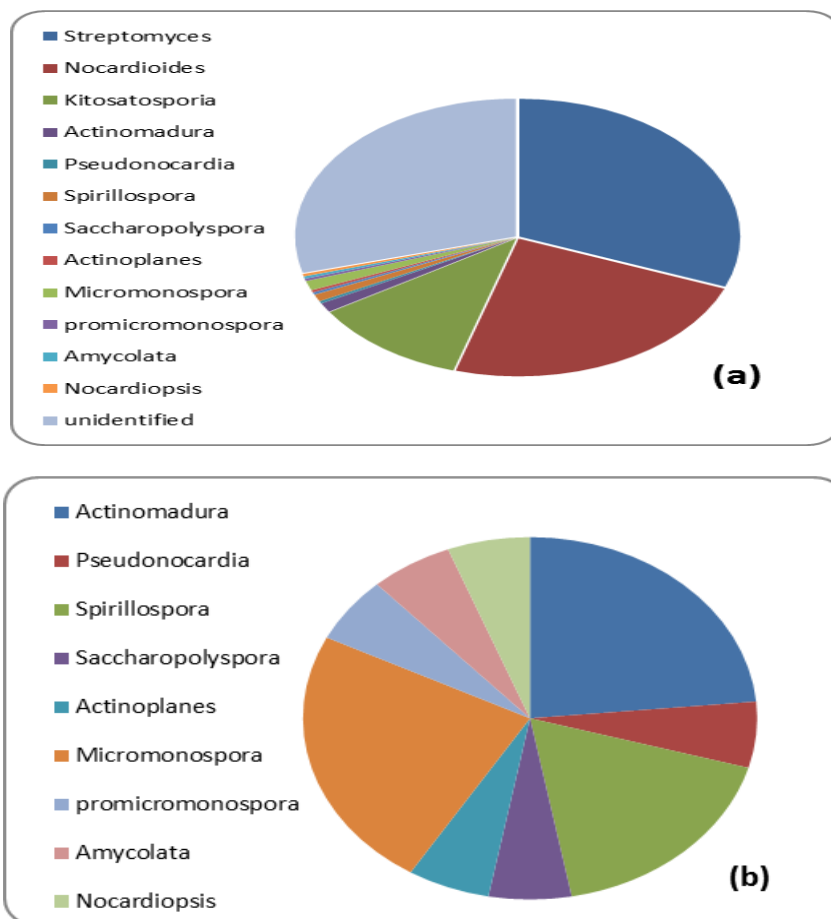 Streptomyces
Nocardioides
Kitosatosporia
Actinomadura
Pseudonocardia
Spirillospora
Saccharopolyspora
Actinoplanes
Micromonospora
promicromonospora
Amycolata
Nocardiopsis
unidentified
(a)
Actinomadura
Pseudonocardia
Spirillospora
Saccharopolyspora
Actinoplanes
Micromonospora
promicromonospora
Amycolata
Nocardiopsis
(b)